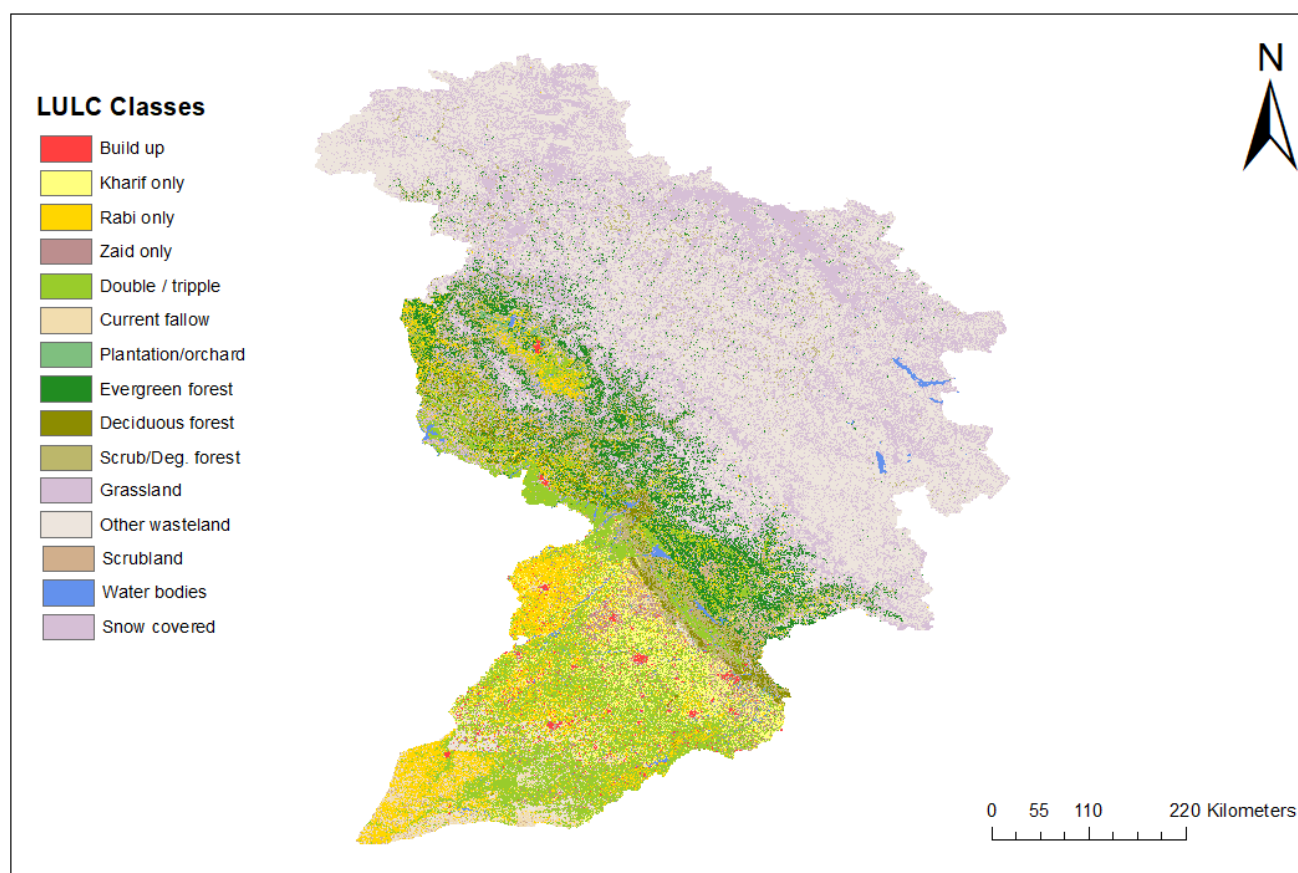 LULC Classes
Build up
Kharif only
Rabi only
Zaid only
Double / tripple
Current fallow
Plantation/orchard
Evergreen forest
Deciduous forest
Scrub/Deg. forest
Grassland
Other wasteland
Scrubland
Water bodies
Snow covered
N
0 55 110 220 Kilometers